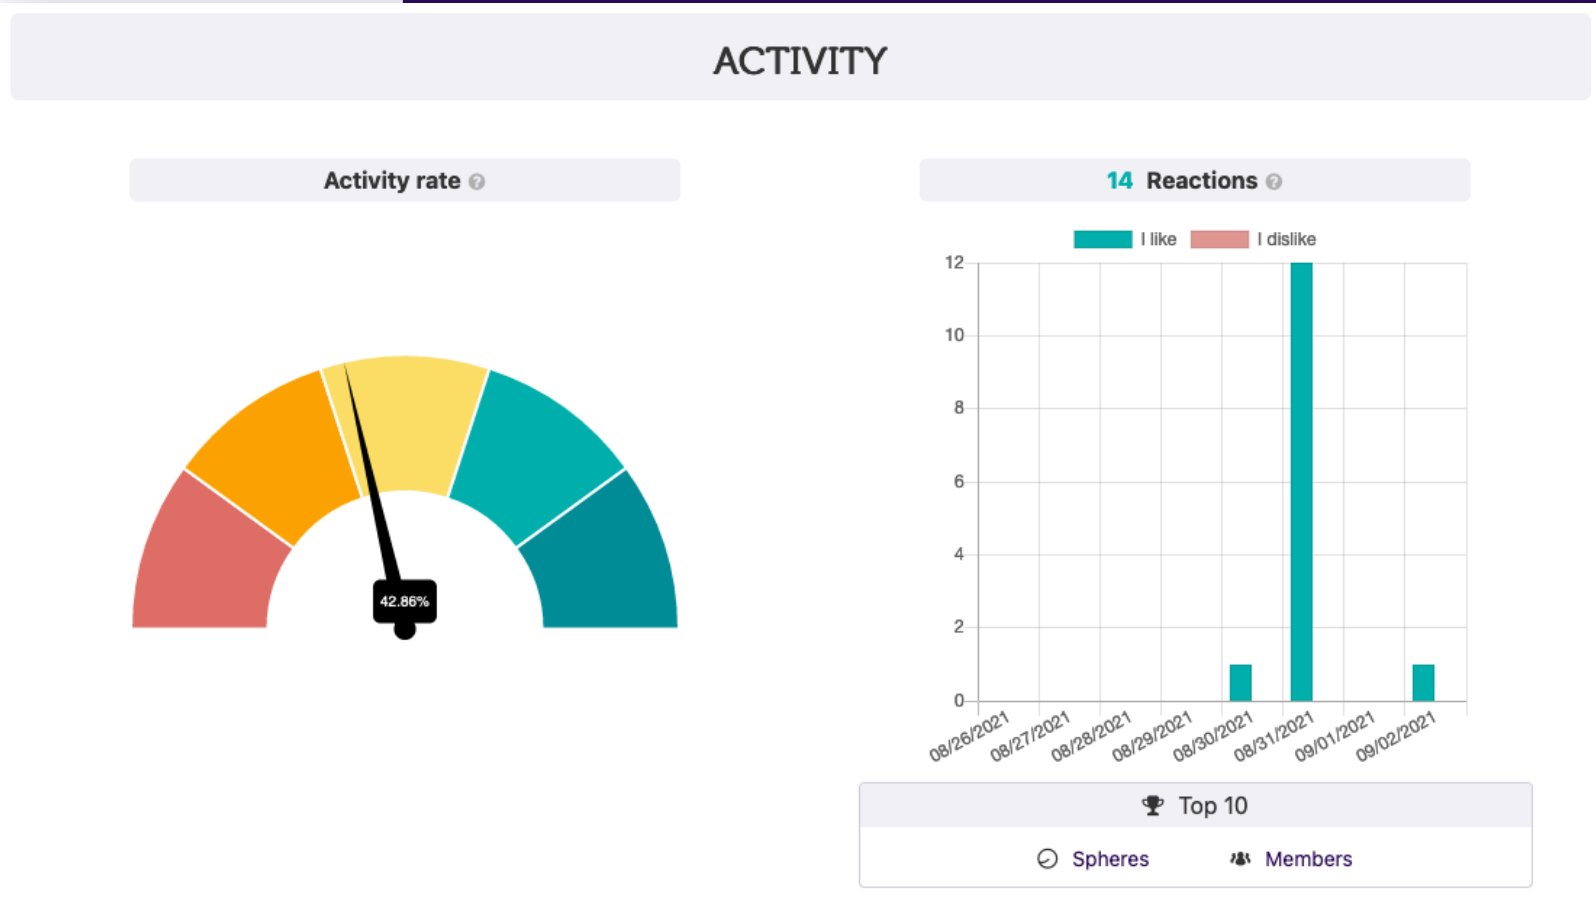 ACTIVITY
Activity rate ?
42.86%
14 Reactions ?
I like I dislike
12
10
8
6
4
2
0
08/26/2021 08/27/2021 08/28/2021 08/29/2021 08/30/2021 08/31/2021 09/01/2021 09/02/2021
Top 10
Spheres Members